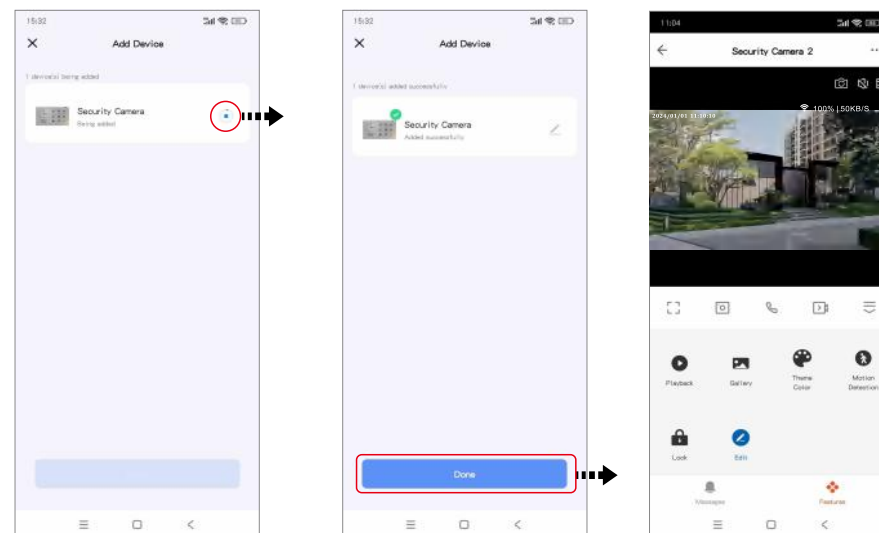 15:32
Add Device
1 device(s) being added
Security Camera
Being added
15:32
Add Device
1 device(s) added successfully
Security Camera
Added successfully
Done
11:04
Security Camera 2
100% | 50KB/S
2024/01/01 11:10:38
Playback
Gallery
Theme Color
Motion Detection
Lock
Edit
Messages
Features